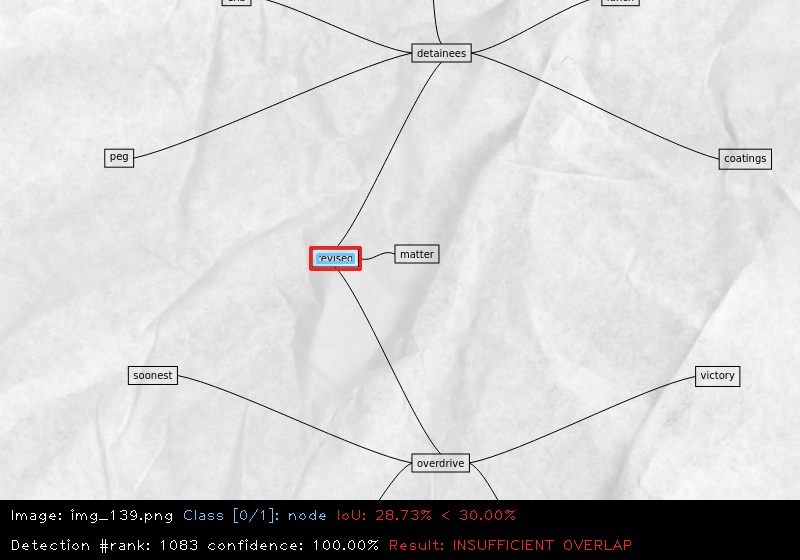 detainees
peg
coatings
matter
revised
soonest
victory
overdrive
Image: img_139.png Class [0/1]: node IoU: 28.73% < 30.00%
Detection #rank: 1083 confidence: 100.00% Result: INSUFFICIENT OVERLAP